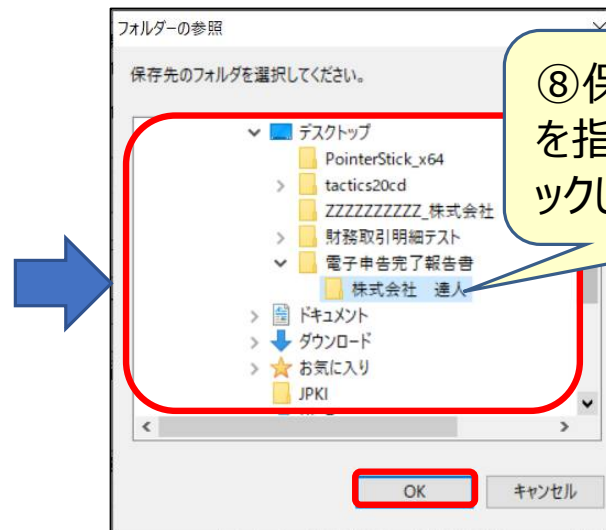 フォルダーの参照
保存先のフォルダを選択してください。
デスクトップ
PointerStick_x64
tactics20cd
ZZZZZZZZZZ_株式会社
財務取引明細テスト
電子申告完了報告書
株式会社　達人
ドキュメント
ダウンロード
お気に入り
JPKI
OK
キャンセル
⑧保
を指
ックし